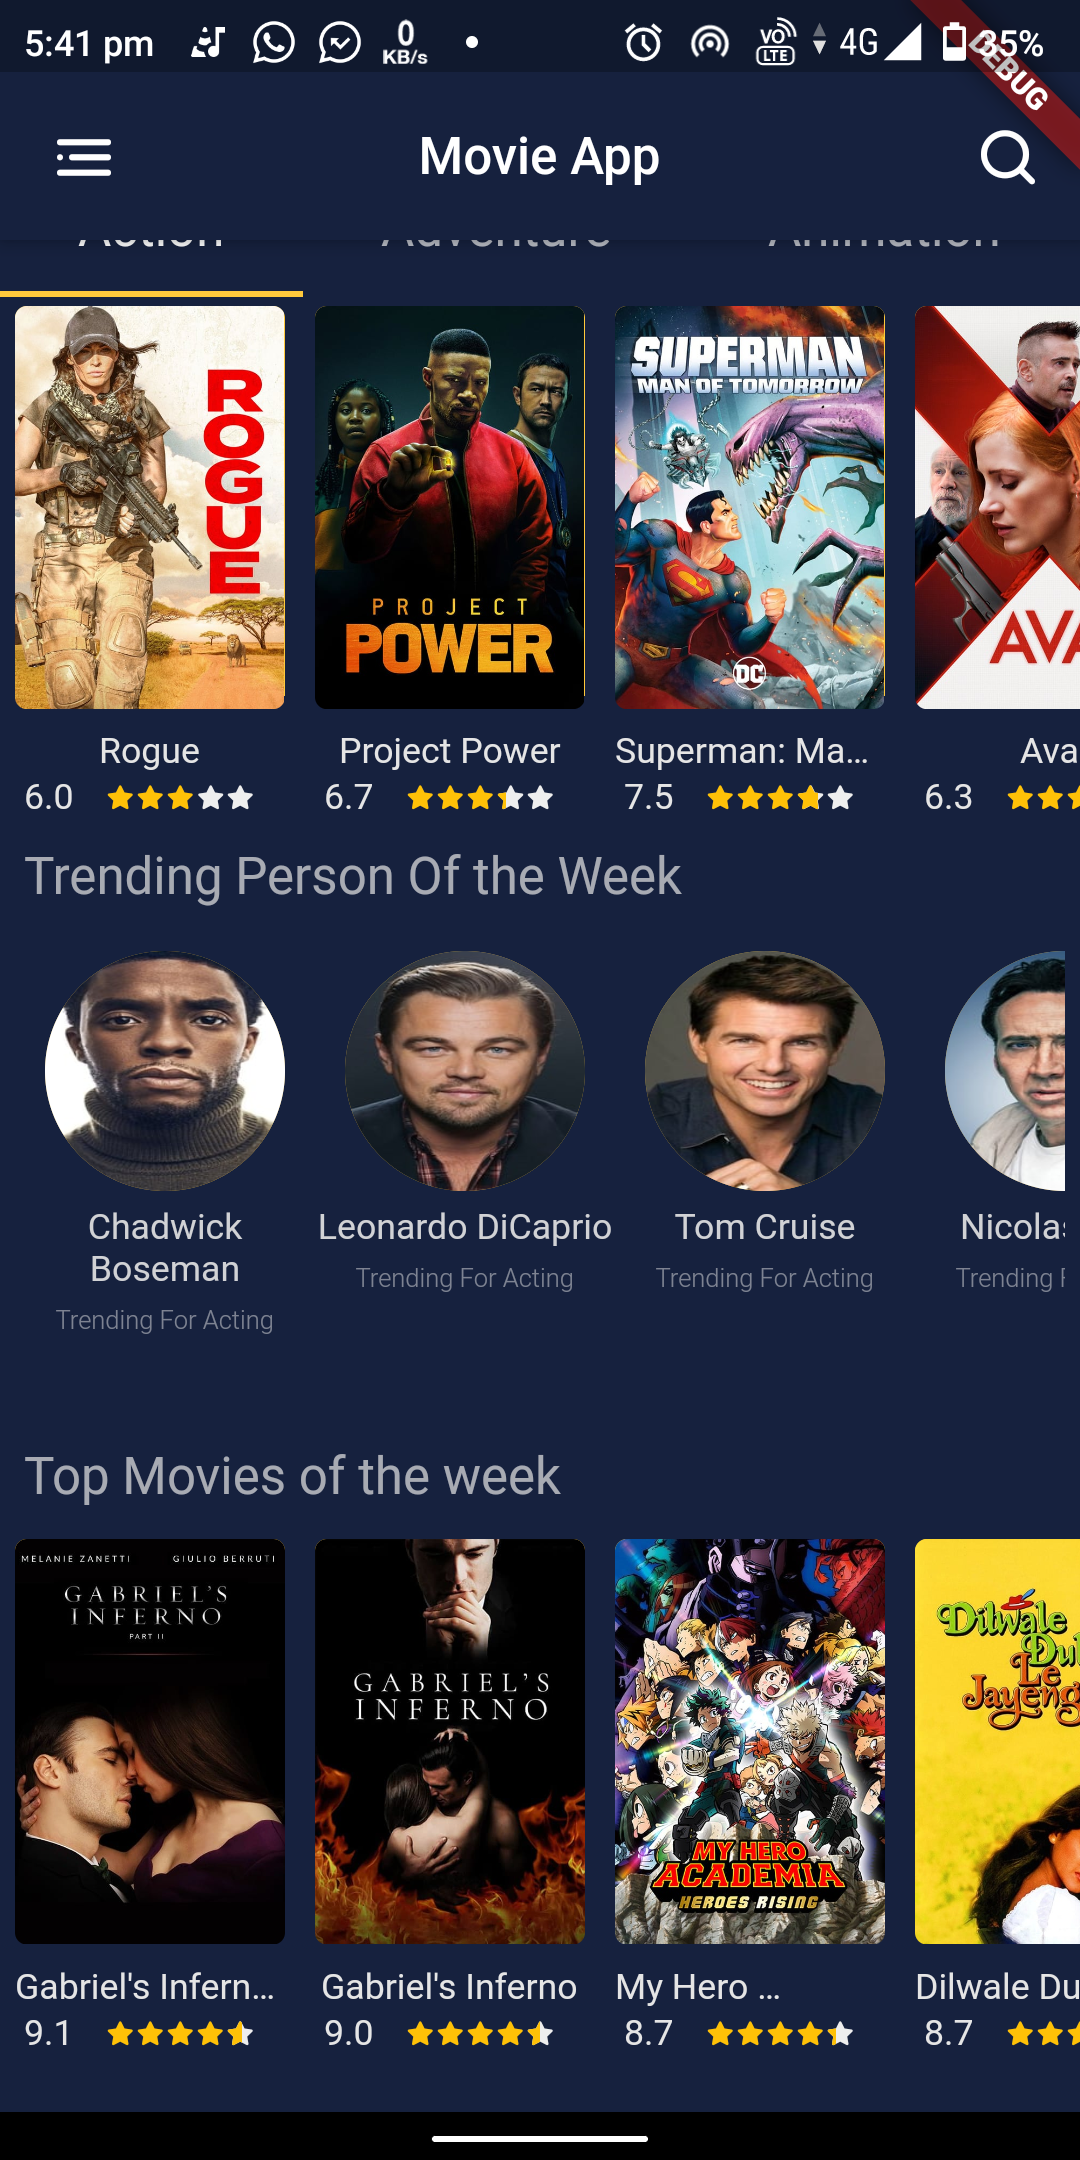 5:41 pm 0 KB/s VO LTE 4G 35%
DEBUG
Movie App
Action Adventure Animation
ROGUE
PROJECT
POWER
SUPERMAN
MAN OF TOMORROW
DC
AVA
Rogue Project Power Superman: Ma... Ava
6.0 6.7 7.5 6.3
Trending Person Of the Week
Chadwick Boseman
Leonardo DiCaprio
Tom Cruise
Nicolas
Trending For Acting
Trending For Acting
Trending For Acting
Trending F
Top Movies of the week
MELANIE ZANETTI GIULIO BERRUTI
GABRIEL'S
INFERNO
PART II
GABRIEL'S
INFERNO
MY HERO
ACADEMIA
HEROES RISING
Dilwale
Dul
Le
Jayeng
Gabriel's Infern... Gabriel's Inferno My Hero ... Dilwale Du
9.1 9.0 8.7 8.7